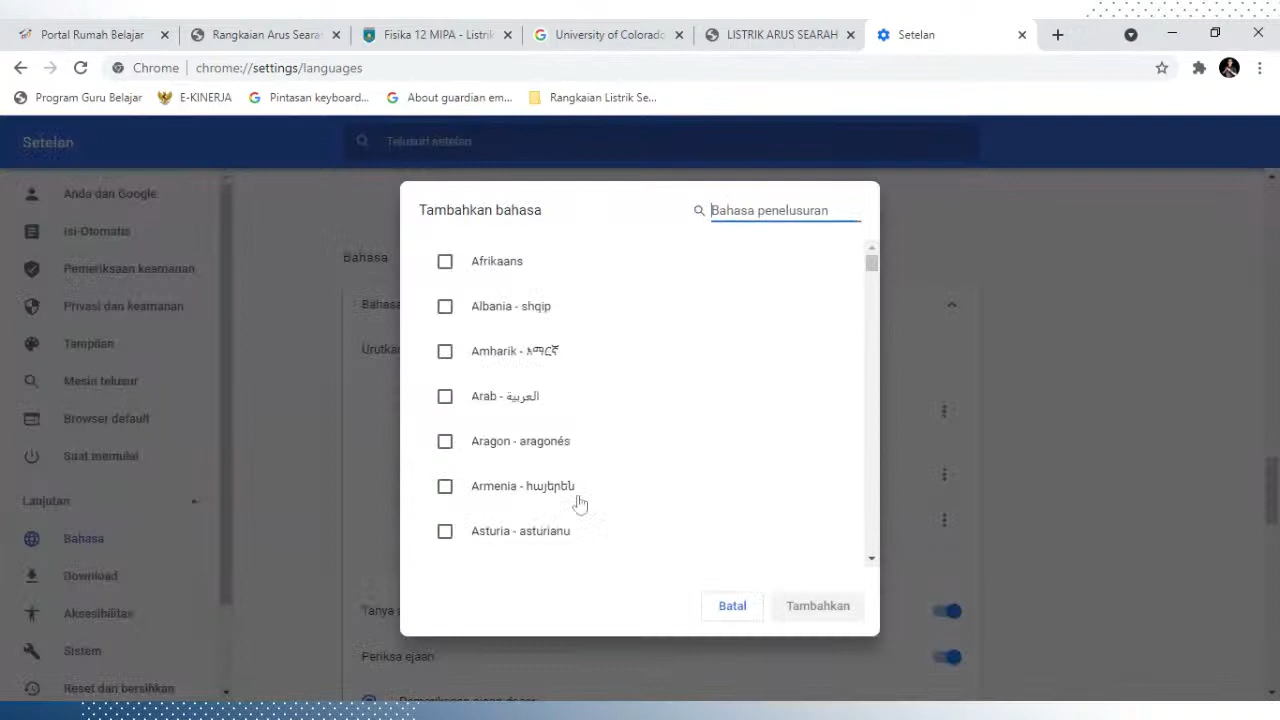 Portal Rumah Belajar
Rangkaian Arus Sear
Fisika 12 MIPA - Listrik
University of Colorado
LISTRIK ARUS SEARAH
Setelan
Chrome
chrome://settings/languages
Program Guru Belajar
E-KINERJA
Pintasan keyboard...
About guardian em...
Rangkaian Listrik Se...
Setelan
Telusuri setelan
Anda dan Google
Isi-Otomatis
Pemeriksaan keamanan
Privasi dan keamanan
Tampilan
Mesin telusur
Browser default
Saat memulai
Lanjutan
Bahasa
Download
Aksesibilitas
Sistem
Reset dan bersihkan
Bahasa
Bahasa
Urutkan
Tambahkan bahasa
Bahasa penelusuran
Afrikaans
Albania - shqip
Amharik - አማርኛ
Arab - العربية
Aragon - aragonés
Armenia - հայերեն
Asturia - asturianu
Batal
Tambahkan
Tanya
Periksa ejaan